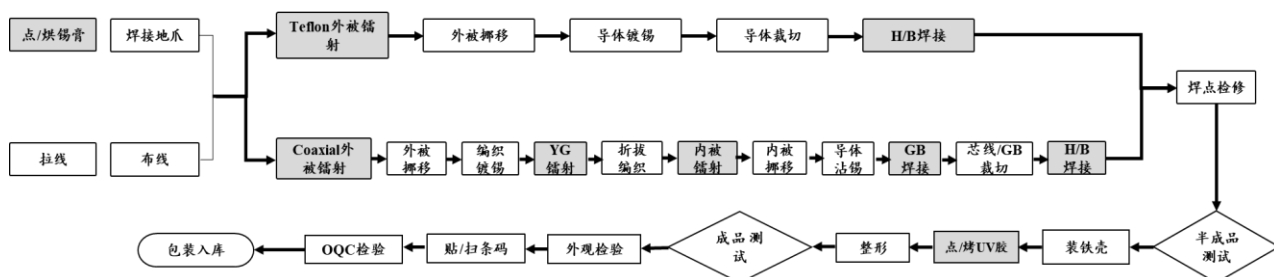 点/烘锡膏
焊接地爪
Teflon外被镭
射
外被挪移
导体镀锡
导体裁切
H/B焊接
焊点检修
拉线
布线
Coaxial外
被镭射
外被
挪移
编织
镀锡
YG
镭射
折拔
编织
内被
镭射
内被
挪移
导体
沾锡
GB
焊接
芯线/GB
裁切
H/B
焊接
包装入库
OQC检验
贴/扫条码
外观检验
成品测
试
整形
点/烤UV胶
装铁壳
半成品
测试